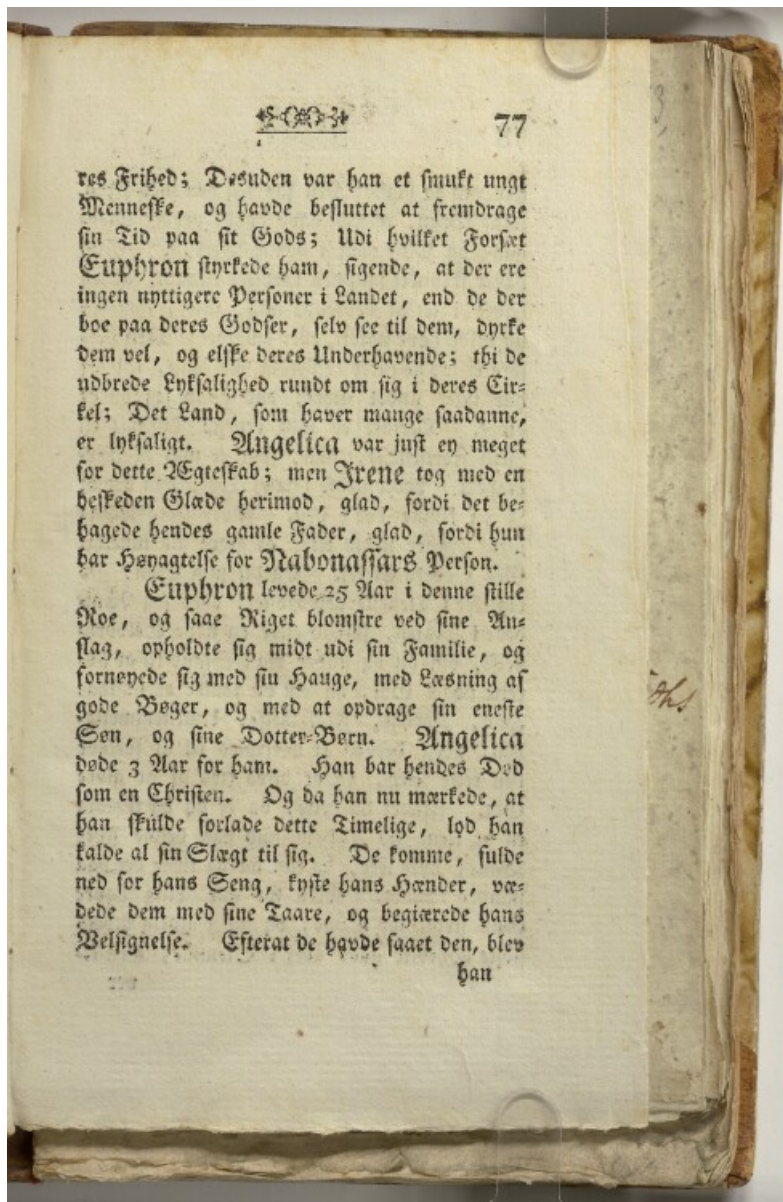 77
res Frihed; Desuden var han et smukt ungt
Menneske, og havde besluttet at fremdrage
sin Tid paa sit Gods; Udi hvilket Forsæt
Euphron styrkede ham, sigende, at der ere
ingen nyttigere Personer i Landet, end de der
boe paa deres Godser, selv see til dem, dyrke
dem vel, og elske deres Underhavende; thi de
udbrede Lyksalighed rundt om sig i deres Cir-
kel; Det Land, som haver mange saadanne,
er lyksaligt. Angelica var just ey meget
for dette Ægteskab; men Irene tog med en
beskeden Glæde herimod, glad, fordi det be-
hagede hendes gamle Fader, glad, fordi hun
bar Høyagtelse for Nabonassars Person.
Euphron levede 25 Aar i denne stille
Roe, og saae Riget blomstre ved sine An-
slag, opholdte sig midt udi sin Familie, og
fornøyede sig med sin Hauge, med Læsning af
gode Bøger, og med at opdrage sin eneste
Søn, og sine Dotter-Børn. Angelica
døde 3 Aar for ham. Han bar hendes Død
som en Christen. Og da han nu mærkede, at
han skulde forlade dette Timelige, lod han
kalde al sin Slægt til sig. De komme, fulde
ned for hans Seng, kyste hans Hænder, væ-
dede dem med sine Taare, og begiærede hans
Velsignelse. Efterat de havde faaet den, blev
han